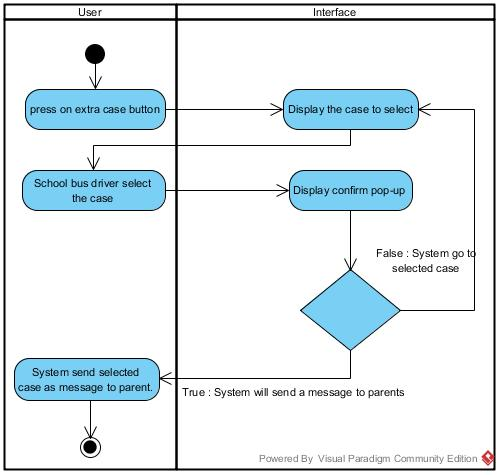 User
Interface
press on extra case button
Display the case to select
School bus driver select
the case
Display confirm pop-up
False : System go to
selected case
System send selected
case as message to parent.
True : System will send a message to parents
Powered By Visual Paradigm Community Edition